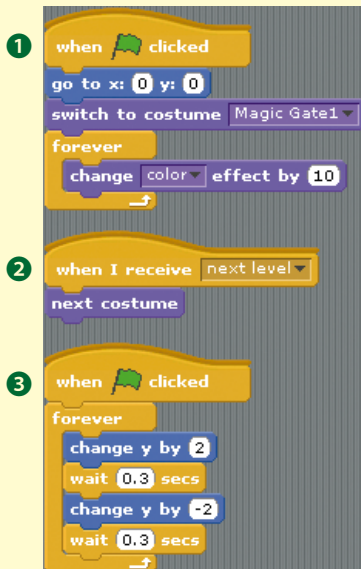 1
when clicked
go to x: 0 y: 0
switch to costume Magic Gate1
forever
change color effect by 10
2
when I receive next level
next costume
3
when clicked
forever
change y by 2
wait 0.3 secs
change y by -2
wait 0.3 secs